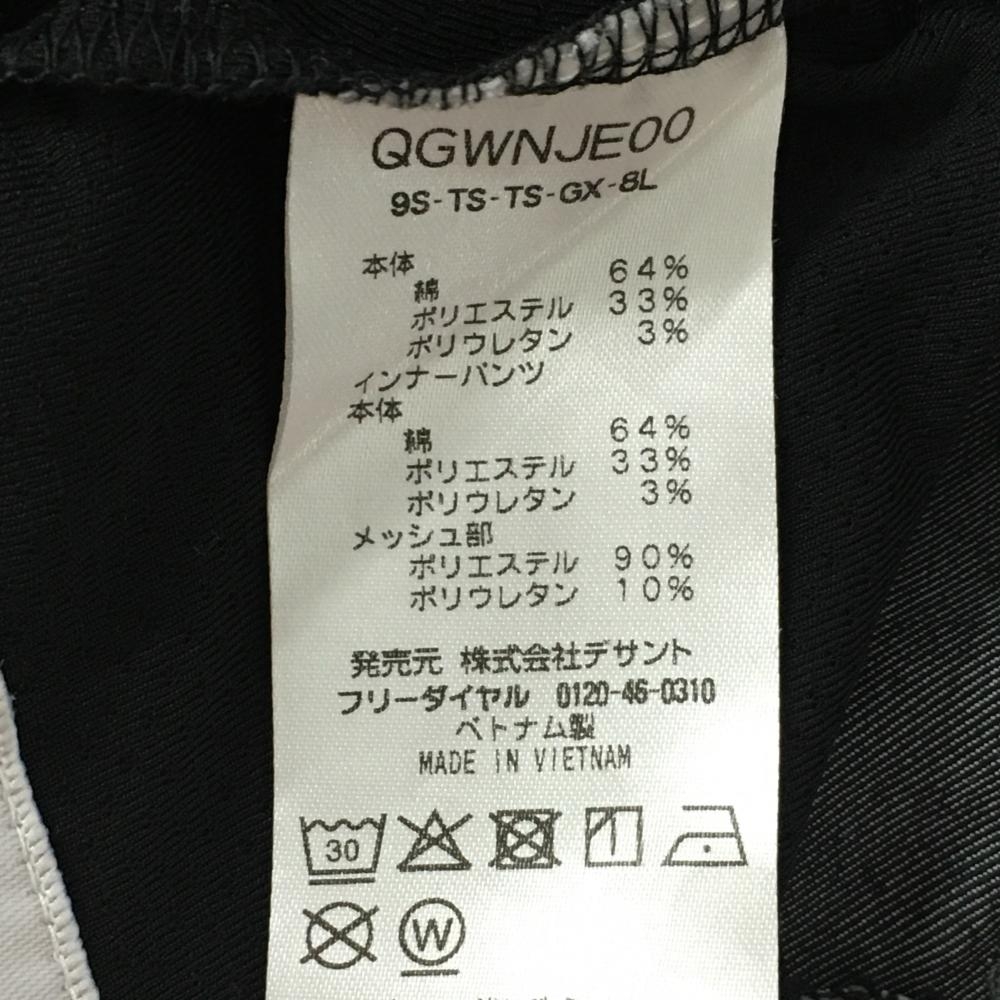 QGWNJE00
9S-TS-TS-GX-8L
本体
綿 64%
ポリエステル 33%
ポリウレタン 3%
インナーパンツ
本体
綿 64%
ポリエステル 33%
ポリウレタン 3%
メッシュ部
ポリエステル 90%
ポリウレタン 10%
発売元 株式会社デサント
フリーダイヤル 0120-46-0310
ベトナム製
MADE IN VIETNAM
30
W